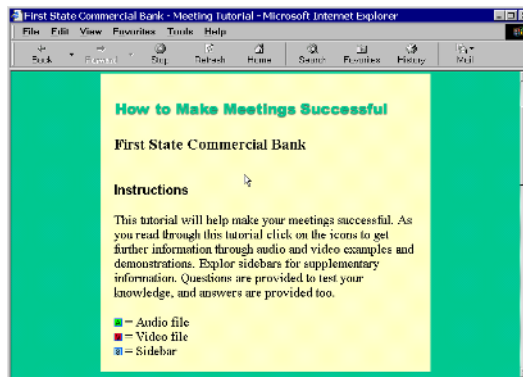 First State Commercial Bank - Meeting Tutorial - Microsoft Internet Explorer
File Edit View Favorites Tools Help
Back Forward Stop Refresh Home Search Favorites History Mail
How to Make Meetings Successful
First State Commercial Bank
Instructions
This tutorial will help make your meetings successful. As
you read through this tutorial click on the icons to get
further information through audio and video examples and
demonstrations. Explor sidebars for supplementary
information. Questions are provided to test your
knowledge, and answers are provided too.
= Audio file
= Video file
= Sidebar